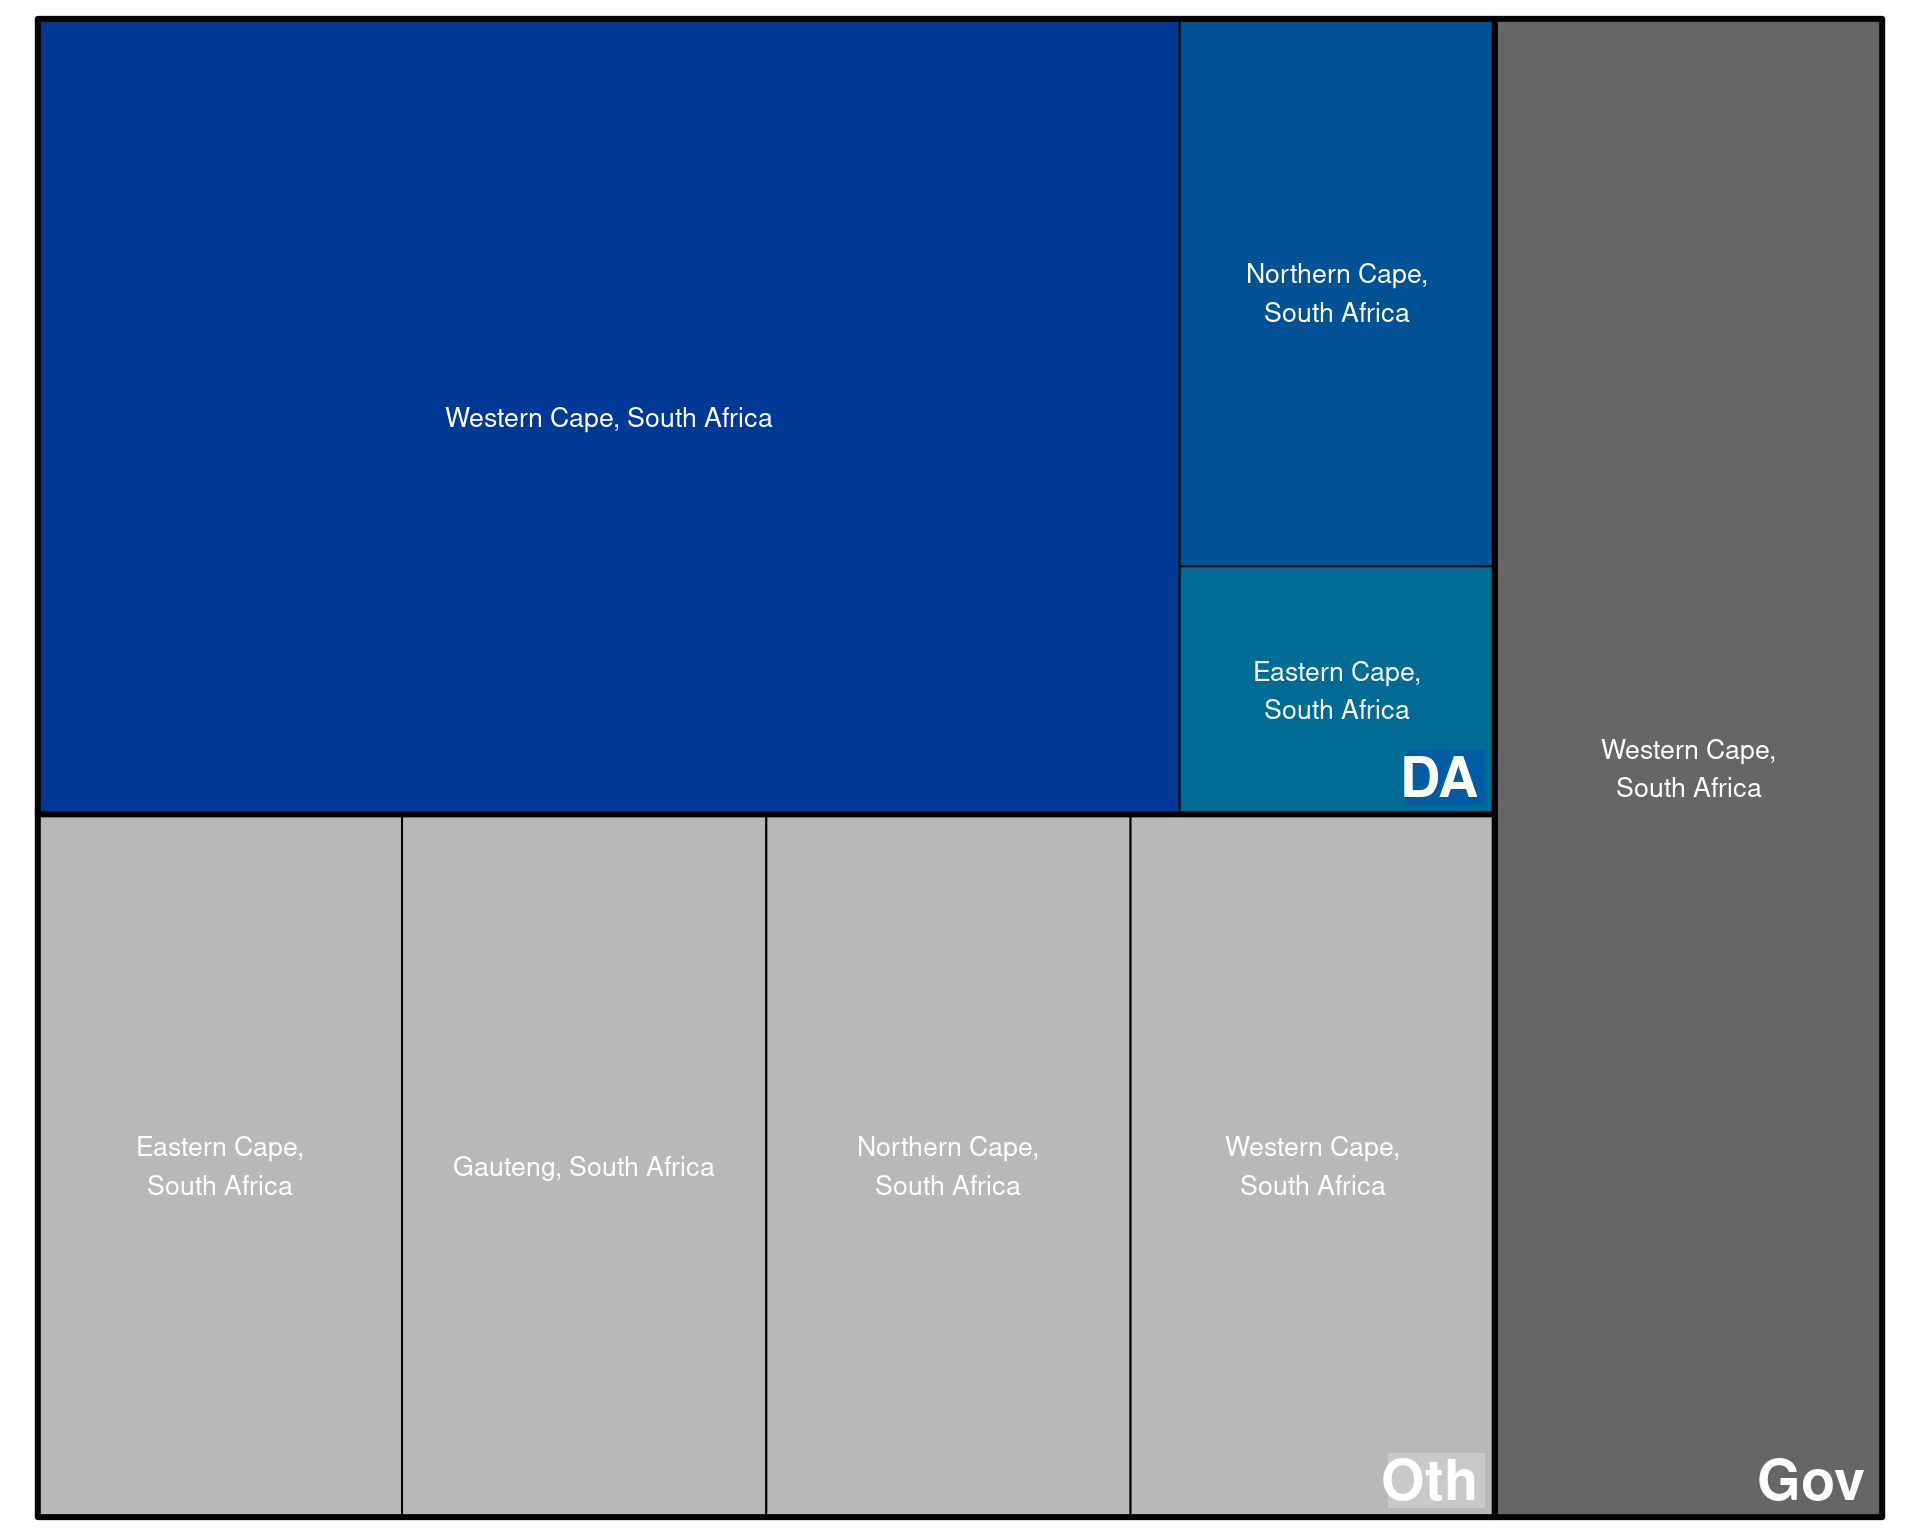 Western Cape, South Africa
Northern Cape,
South Africa
Eastern Cape,
South Africa
DA
Western Cape,
South Africa
Eastern Cape,
South Africa
Gauteng, South Africa
Northern Cape,
South Africa
Western Cape,
South Africa
Oth
Gov